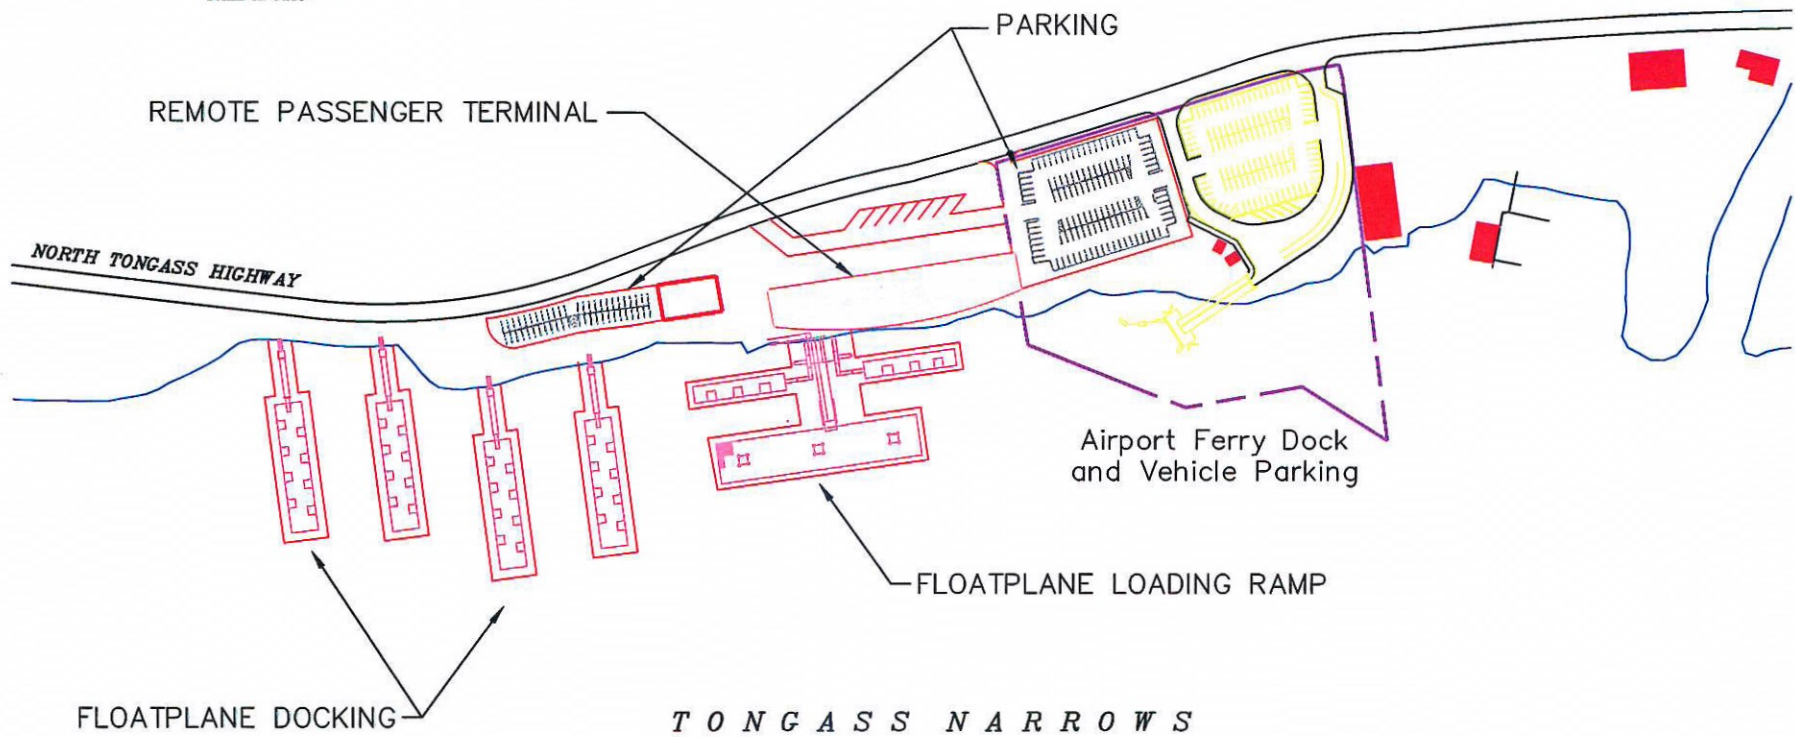 PARKING
REMOTE PASSENGER TERMINAL
NORTH TONGASS HIGHWAY
Airport Ferry Dock
and Vehicle Parking
FLOATPLANE LOADING RAMP
FLOATPLANE DOCKING
TONGASS NARROWS